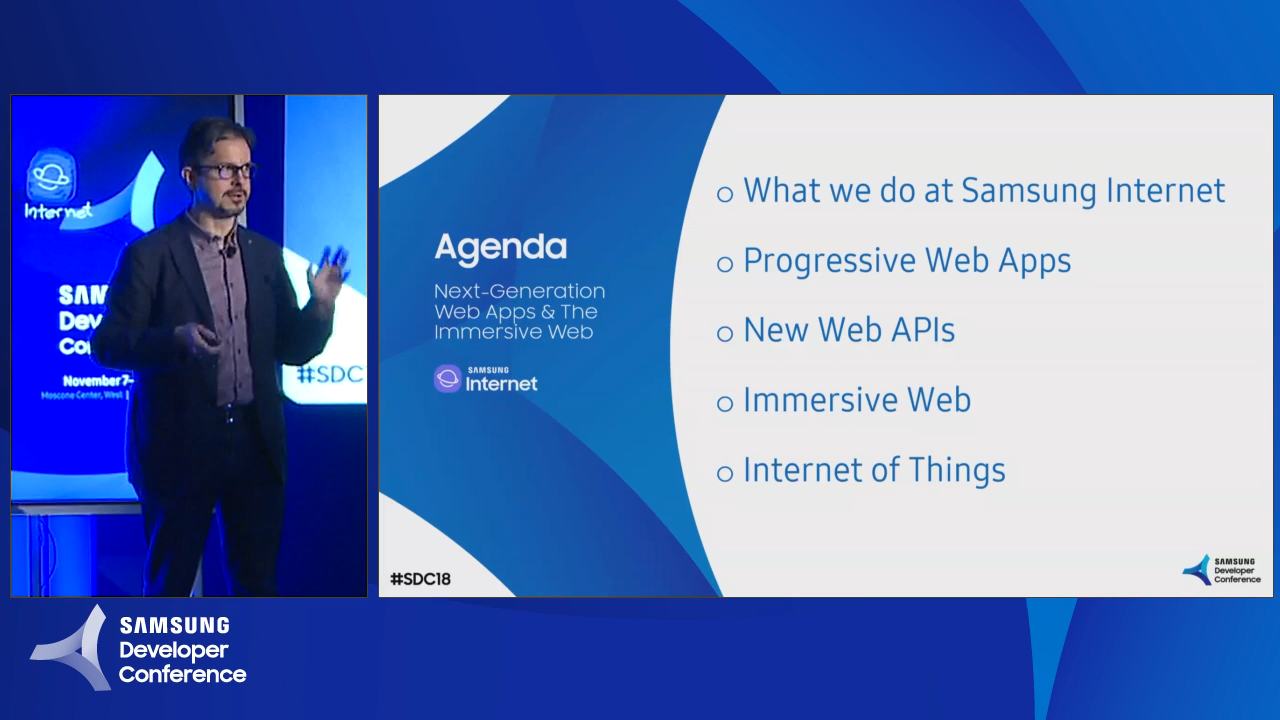 Internet
SAM
Dev
Co
November 7-
Moscone Center, West
#SDC
Agenda
Next-Generation
Web Apps & The
Immersive Web
SAMSUNG
Internet
○ What we do at Samsung Internet
○ Progressive Web Apps
○ New Web APIs
○ Immersive Web
○ Internet of Things
#SDC18
SAMSUNG
Developer
Conference
SAMSUNG
Developer
Conference